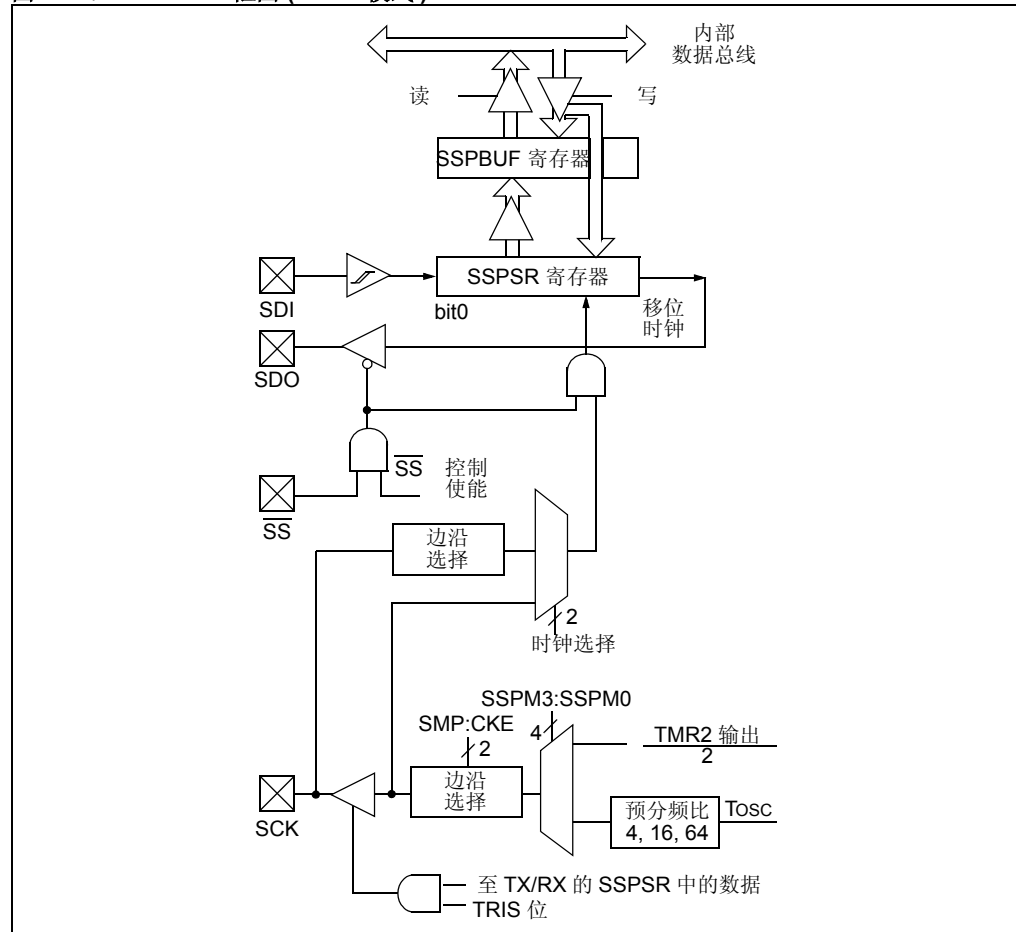 内部
数据总线
读
写
SSPBUF 寄存器
SSPSR 寄存器
SDI
bit0
移位
时钟
SDO
SS
控制
使能
SS
边沿
选择
2
时钟选择
SSPM3:SSPM0
SMP:CKE
4
TMR2 输出
2
2
边沿
选择
预分频比
4, 16, 64
TOSC
SCK
至 TX/RX 的 SSPSR 中的数据
TRIS 位